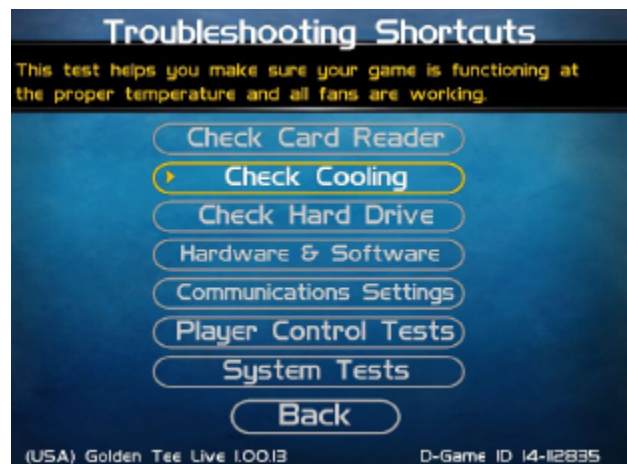 Troubleshooting Shortcuts
This test helps you make sure your game is functioning at
the proper temperature and all fans are working.
Check Card Reader
Check Cooling
Check Hard Drive
Hardware & Software
Communications Settings
Player Control Tests
System Tests
Back
(USA) Golden Tee Live 1.00.13 D-Game ID 14-112835